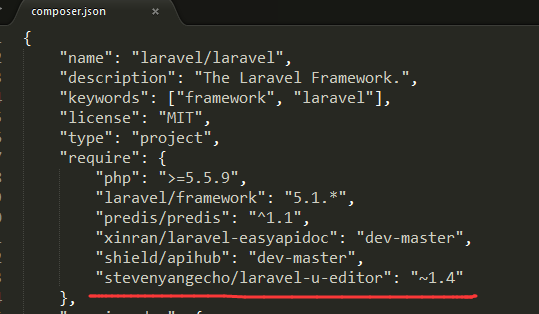 composer.json ×
{
"name": "laravel/laravel",
"description": "The Laravel Framework.",
"keywords": ["framework", "laravel"],
"license": "MIT",
"type": "project",
"require": {
"php": ">=5.5.9",
"laravel/framework": "5.1.*",
"predis/predis": "^1.1",
"xinran/laravel-easyapidoc": "dev-master",
"shield/apihub": "dev-master",
"stevenyangecho/laravel-u-editor": "~1.4"
},